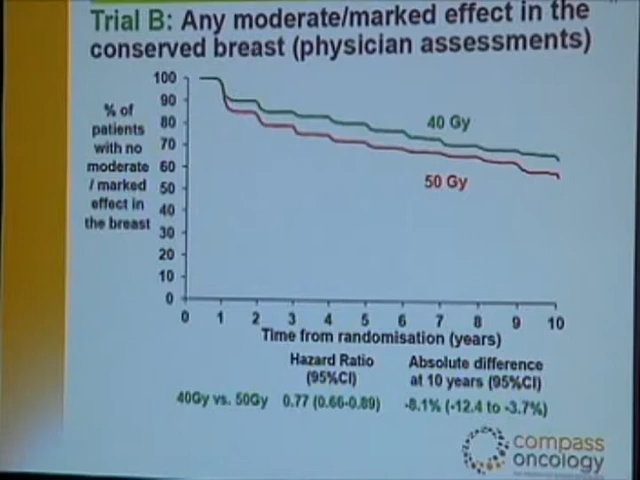 Trial B: Any moderate/marked effect in the
conserved breast (physician assessments)
% of
patients
with no
moderate
/ marked
effect in
the breast
100
90
80
70
60
50
40
30
20
10
0
40 Gy
50 Gy
0 1 2 3 4 5 6 7 8 9 10
Time from randomisation (years)
Hazard Ratio
(95%CI)
Absolute difference
at 10 years (95%CI)
40Gy vs. 50Gy 0.77 (0.66-0.89) -8.1% (-12.4 to -3.7%)
compass
oncology